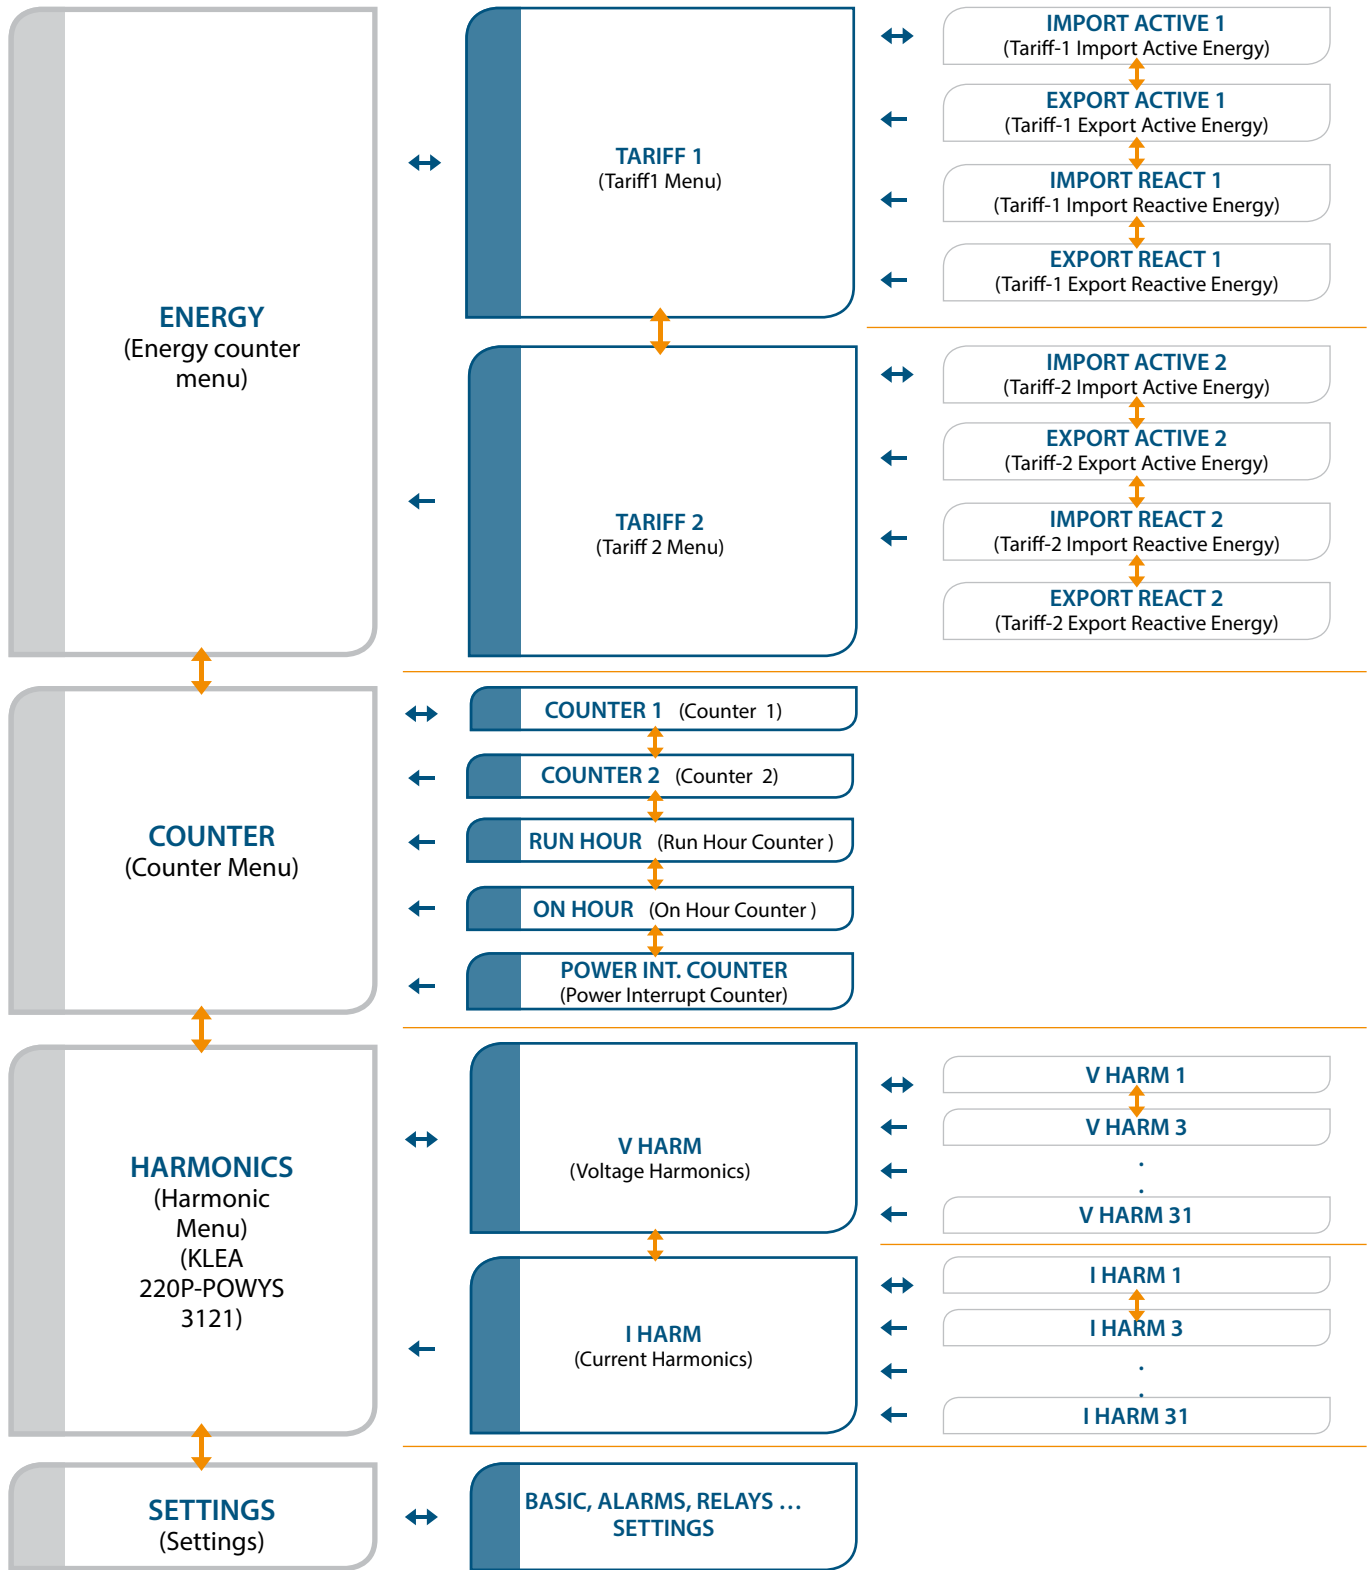 ENERGY
(Energy counter
menu)
TARIFF 1
(Tariff1 Menu)
IMPORT ACTIVE 1
(Tariff-1 Import Active Energy)
EXPORT ACTIVE 1
(Tariff-1 Export Active Energy)
IMPORT REACT 1
(Tariff-1 Import Reactive Energy)
EXPORT REACT 1
(Tariff-1 Export Reactive Energy)
TARIFF 2
(Tariff 2 Menu)
IMPORT ACTIVE 2
(Tariff-2 Import Active Energy)
EXPORT ACTIVE 2
(Tariff-2 Export Active Energy)
IMPORT REACT 2
(Tariff-2 Import Reactive Energy)
EXPORT REACT 2
(Tariff-2 Export Reactive Energy)
COUNTER
(Counter Menu)
COUNTER 1 (Counter 1)
COUNTER 2 (Counter 2)
RUN HOUR (Run Hour Counter )
ON HOUR (On Hour Counter )
POWER INT. COUNTER
(Power Interrupt Counter)
HARMONICS
(Harmonic
Menu)
(KLEA
220P-POWYS
3121)
V HARM
(Voltage Harmonics)
V HARM 1
V HARM 3
.
.
V HARM 31
I HARM
(Current Harmonics)
I HARM 1
I HARM 3
.
.
I HARM 31
SETTINGS
(Settings)
BASIC, ALARMS, RELAYS …
SETTINGS